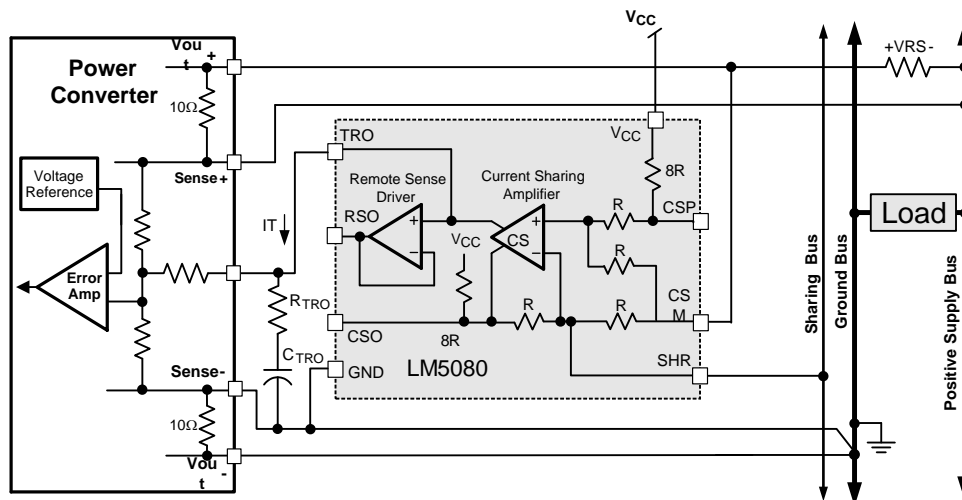 Vou
t
+
Power
Converter
10Ω
Sense+
Voltage
Reference
Error
Amp
Sense-
10Ω
Vou
t
-
IT
RTRO
CTRO
TRO
Remote Sense
Driver
RSO
+
-
VCC
8R
CSO
GND
LM5080
Current Sharing
Amplifier
CS
+
-
R
R
R
R
VCC
VCC
8R
CSP
CS
M
SHR
+VRS-
Sharing Bus
Ground Bus
Load
Positive Supply Bus